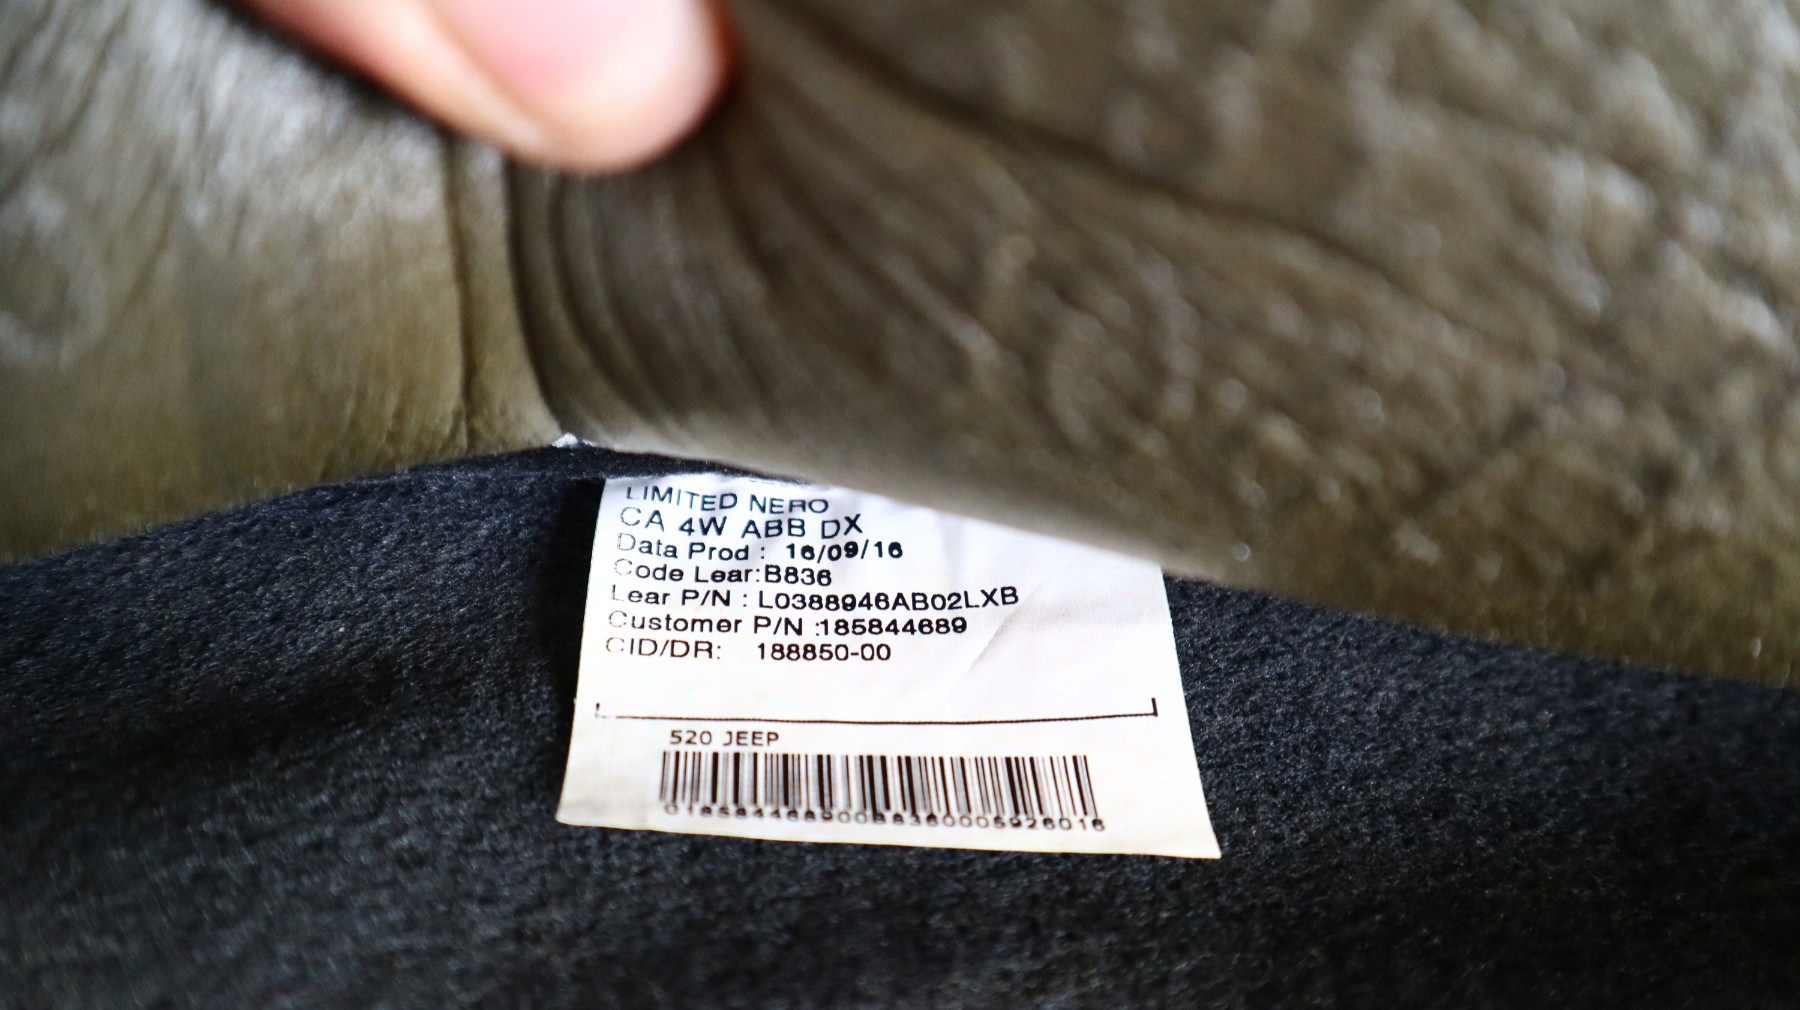 LIMITED NERO
CA 4W ABB DX
Data Prod : 16/09/16
Code Lear:B836
Lear P/N : L0388946AB02LXB
Customer P/N :185844689
CID/DR: 188850-00
520 JEEP